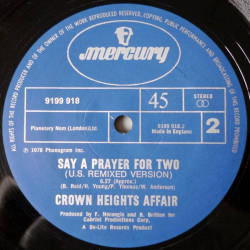 ALL RIGHTS OF THE RECORD PRODUCER AND OF THE OWNER OF THE RECORDED WORK RESERVED
COPYING, PUBLIC PERFORMANCE AND BROADCASTING OF THIS RECORD PROHIBITED
mercury
9199 918
45
STEREO
9199 918.2
Made in England
2
Planetary Nom (London)Ltd
℗ 1978 Phonogram Inc.
SAY A PRAYER FOR TWO
(U.S. REMIXED VERSION)
6.27 (Approx.)
(B. Reid/H. Young/P. Thomas/W. Anderson)
CROWN HEIGHTS AFFAIR
Produced by F. Nerangis and B. Britton for
Cabrini Productions Corp.
A De-Lite Records Product